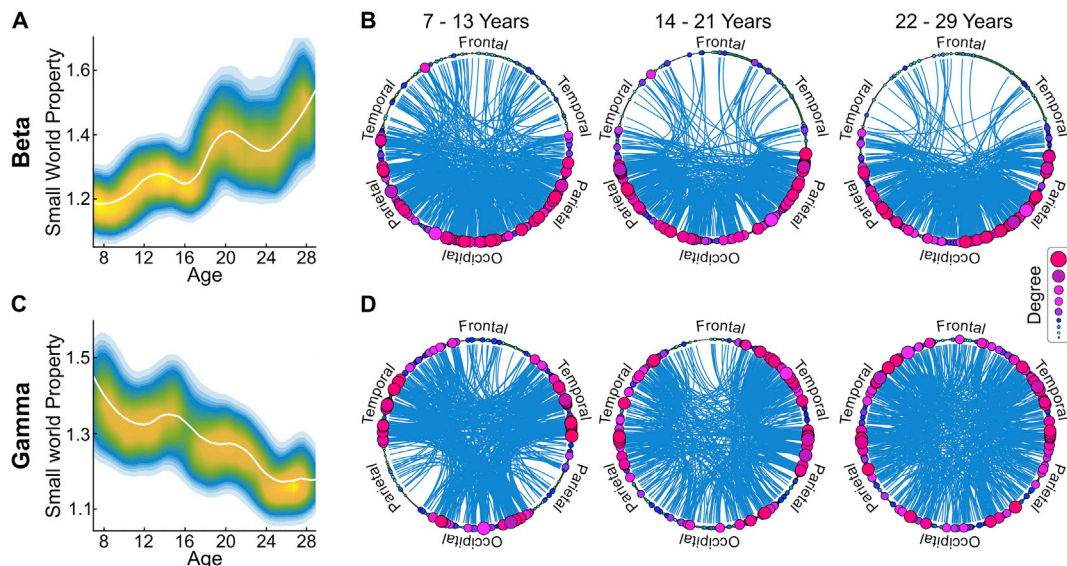 A
Beta
Small World Property
1.6
1.4
1.2
8 12 16 20 24 28
Age
B
7 - 13 Years
14 - 21 Years
22 - 29 Years
Frontal
Temporal
Temporal
Parietal
Parietal
Occipital
Frontal
Temporal
Temporal
Parietal
Parietal
Occipital
Frontal
Temporal
Temporal
Parietal
Parietal
Occipital
Degree
C
Gamma
Small world Property
1.5
1.3
1.1
8 12 16 20 24 28
Age
D
Frontal
Temporal
Temporal
Parietal
Parietal
Occipital
Frontal
Temporal
Temporal
Parietal
Parietal
Occipital
Frontal
Temporal
Temporal
Parietal
Parietal
Occipital